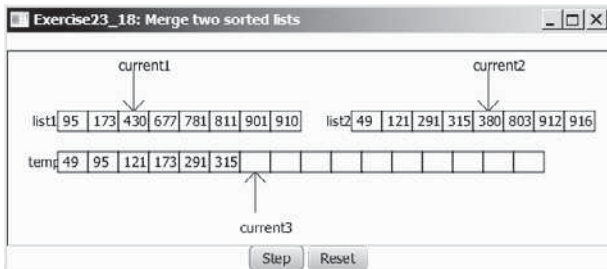 Exercise23_18: Merge two sorted lists
current1 current2
list1 95 173 430 677 781 811 901 910 list2 49 121 291 315 380 803 912 916
temp 49 95 121 173 291 315
current3
Step Reset